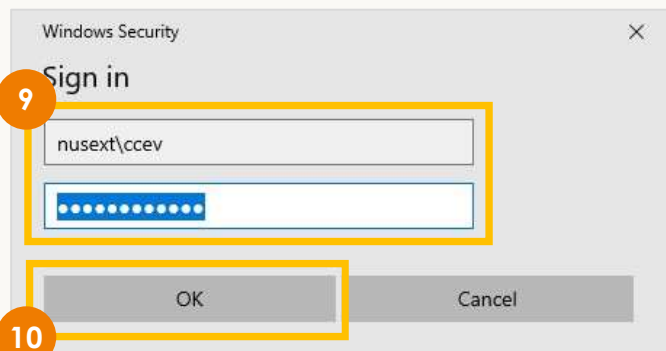 Windows Security
Sign in
9
nusext\ccev
••••••••••••
OK
Cancel
10